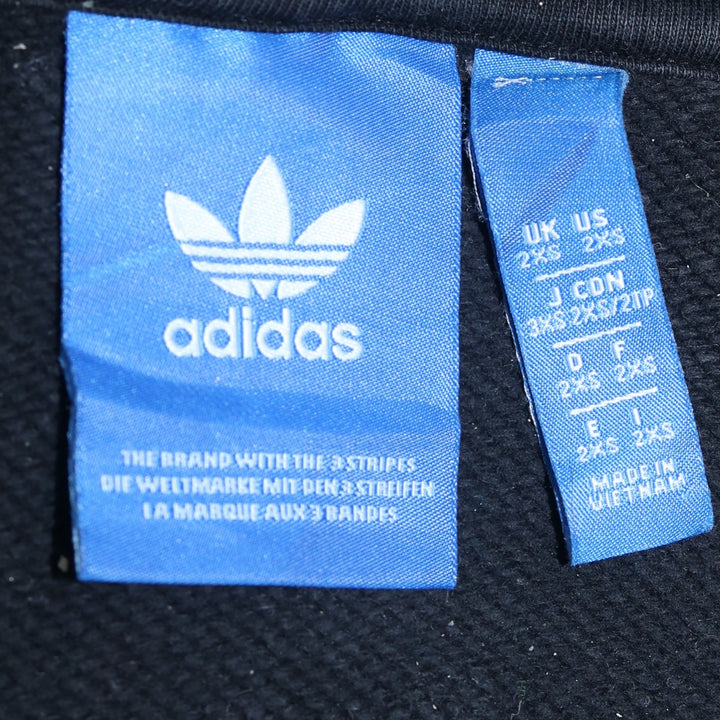 adidas
THE BRAND WITH THE 3 STRIPES
DIE WELTMARKE MIT DEN 3 STREIFEN
LA MARQUE AUX 3 BANDES
UK US
2XS 2XS
J CDN
3XS 2XS/2TP
D F
2XS 2XS
E I
2XS 2XS
MADE IN
VIETNAM